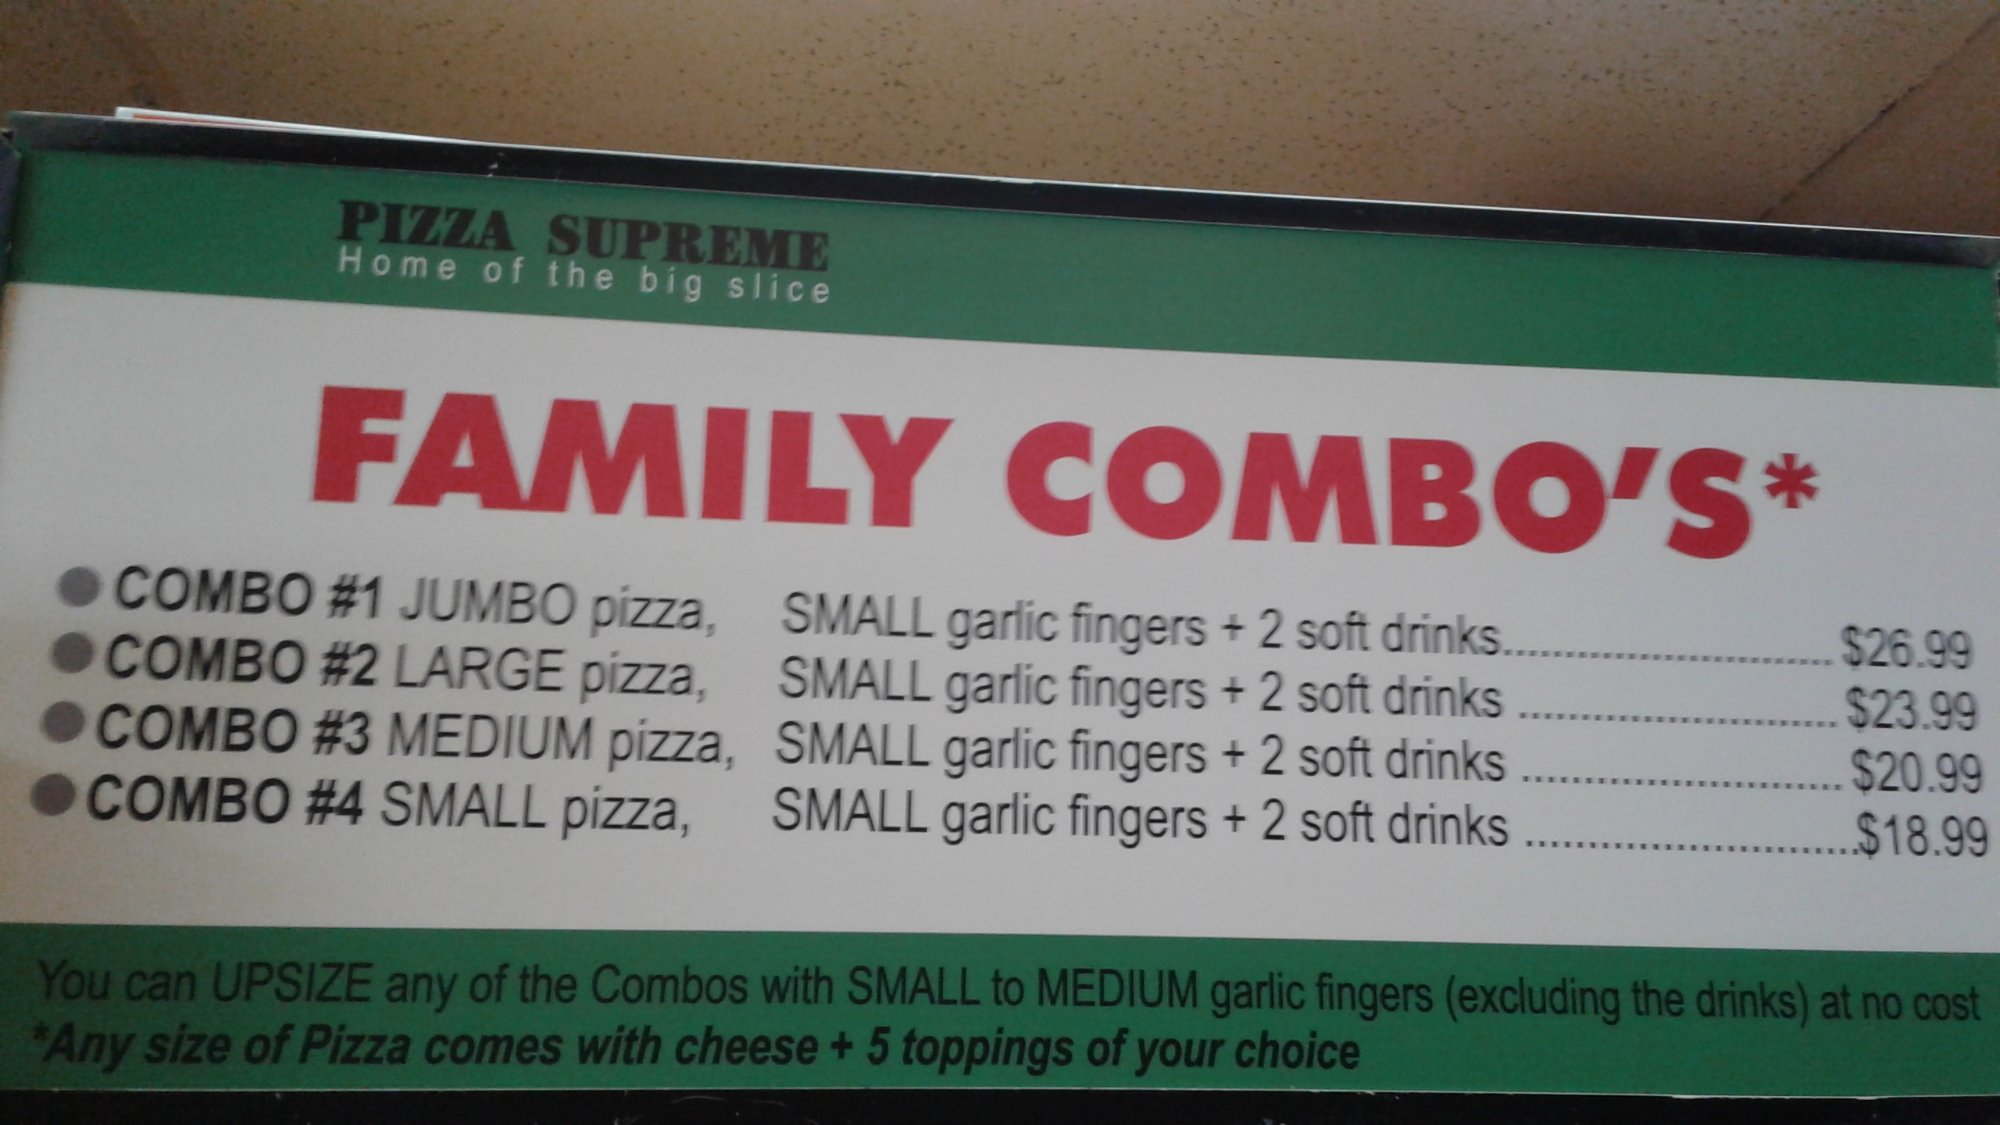 PIZZA SUPREME
Home of the big slice
FAMILY COMBO'S*
COMBO #1 JUMBO pizza, SMALL garlic fingers + 2 soft drinks.......................... $26.99
COMBO #2 LARGE pizza, SMALL garlic fingers + 2 soft drinks .......................... $23.99
COMBO #3 MEDIUM pizza, SMALL garlic fingers + 2 soft drinks .......................... $20.99
COMBO #4 SMALL pizza, SMALL garlic fingers + 2 soft drinks ...........................$18.99
You can UPSIZE any of the Combos with SMALL to MEDIUM garlic fingers (excluding the drinks) at no cost
*Any size of Pizza comes with cheese + 5 toppings of your choice